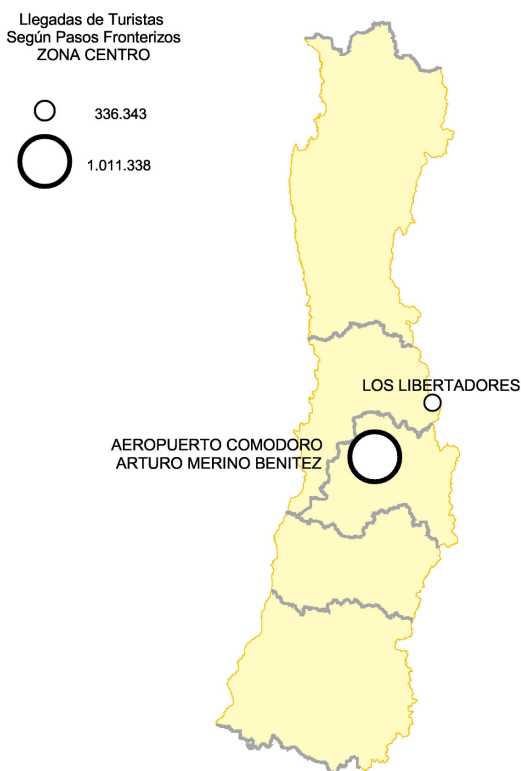 Llegadas de Turistas
Según Pasos Fronterizos
ZONA CENTRO
336.343
1.011.338
LOS LIBERTADORES
AEROPUERTO COMODORO
ARTURO MERINO BENITEZ